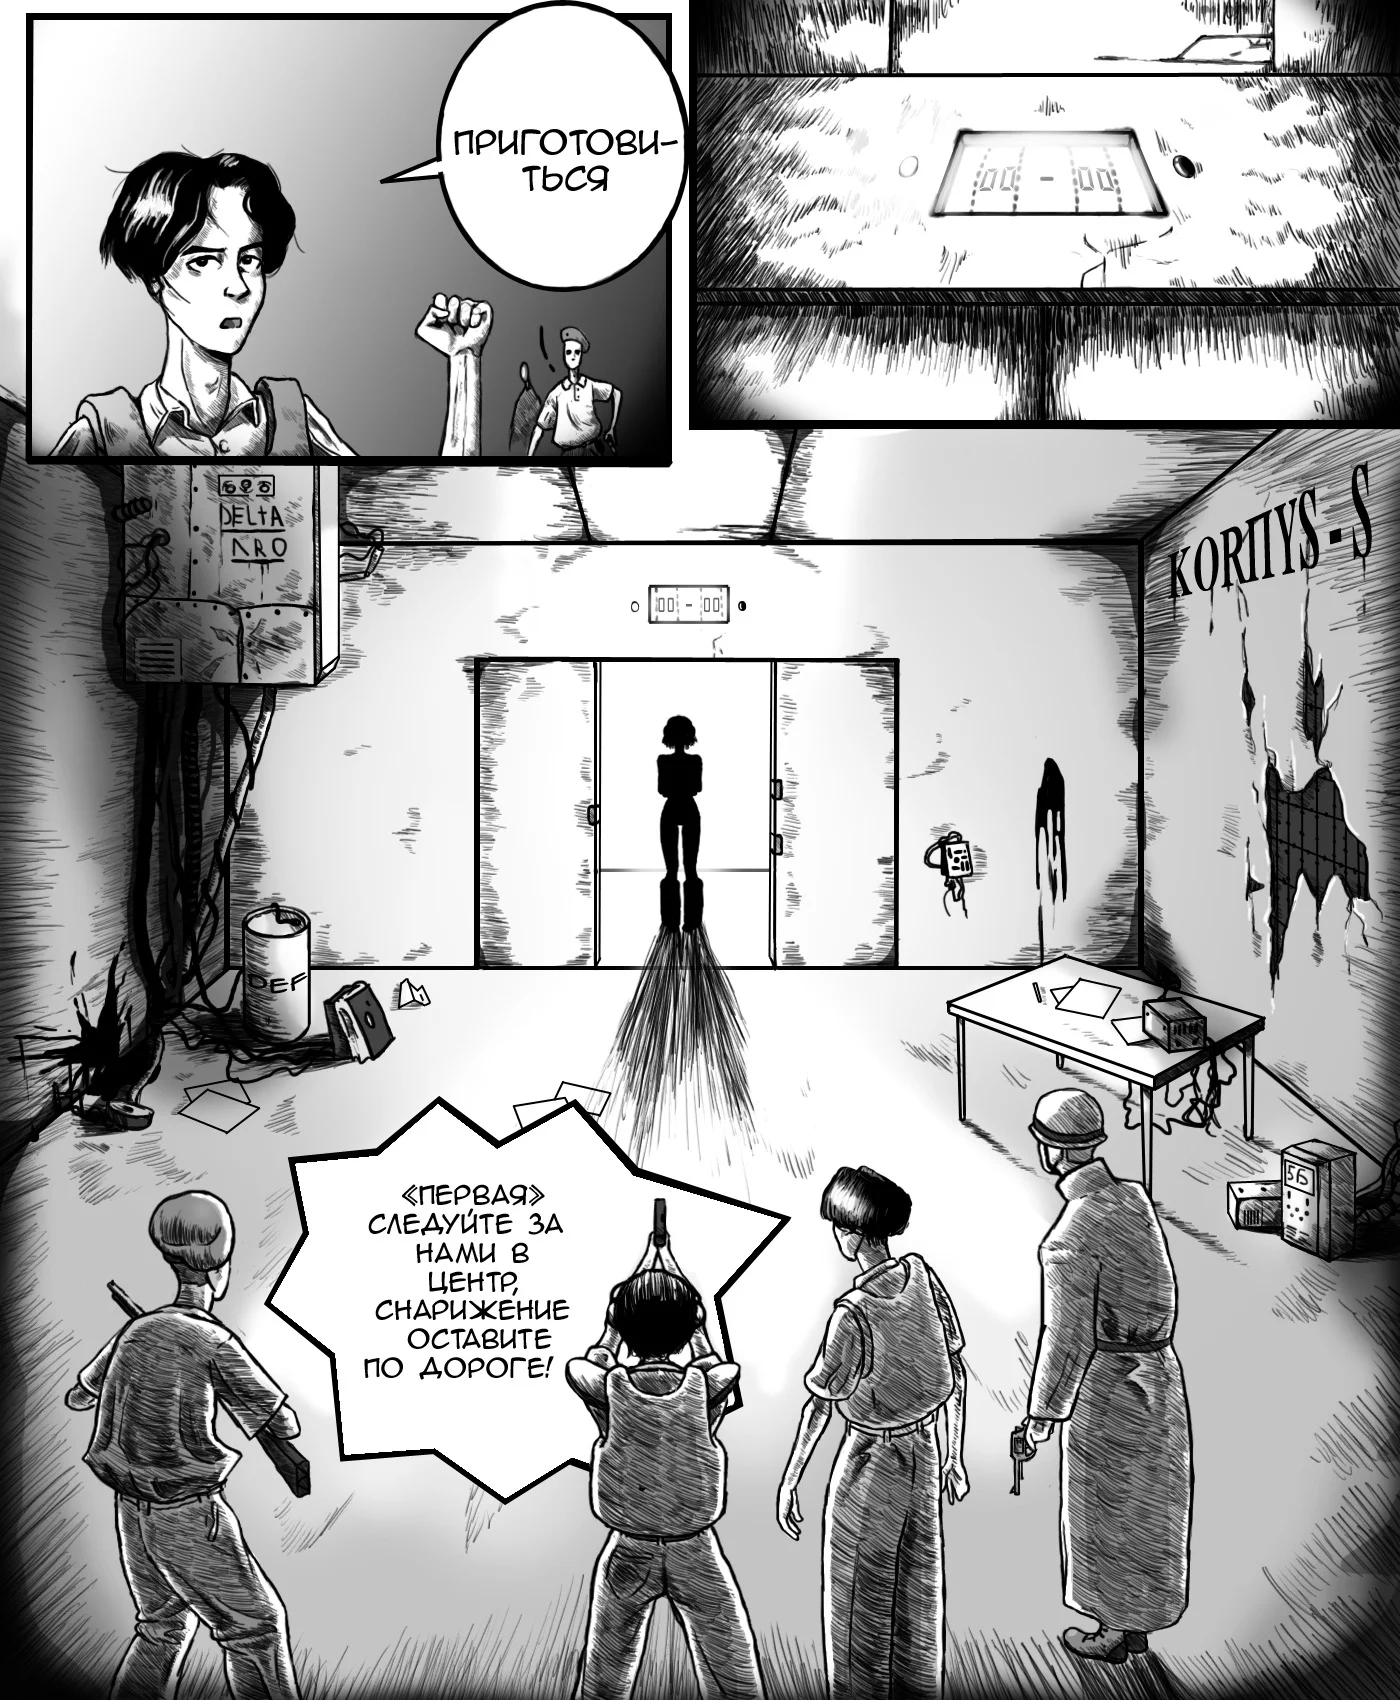 ПРИГОТОВИ-
ТЬСЯ
00 - 00
DELTA
NRO
00 - 00
KORПYS - S
DEF
56
«ПЕРВАЯ»
СЛЕДУЙТЕ ЗА
НАМИ В
ЦЕНТР,
СНАРИЖЕНИЕ
ОСТАВИТЕ
ПО ДОРОГЕ!